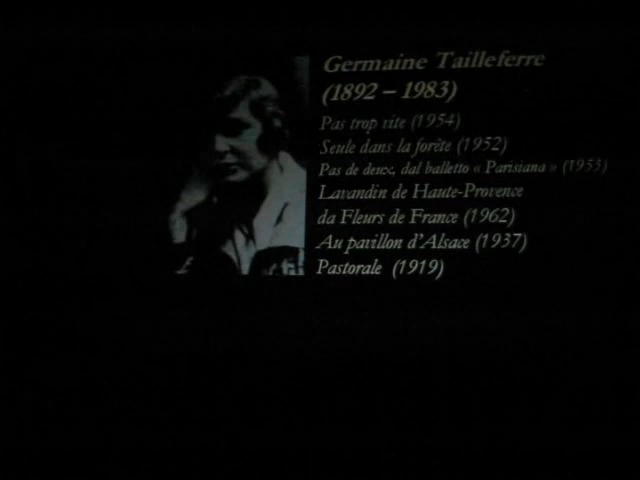 Germaine Tailleferre
(1892 – 1983)
Pas trop vite (1954)
Seule dans la forête (1952)
Pas de deux, dal balletto « Parisiana » (1953)
Lavandin de Haute-Provence
da Fleurs de France (1962)
Au pavillon d'Alsace (1937)
Pastorale (1919)